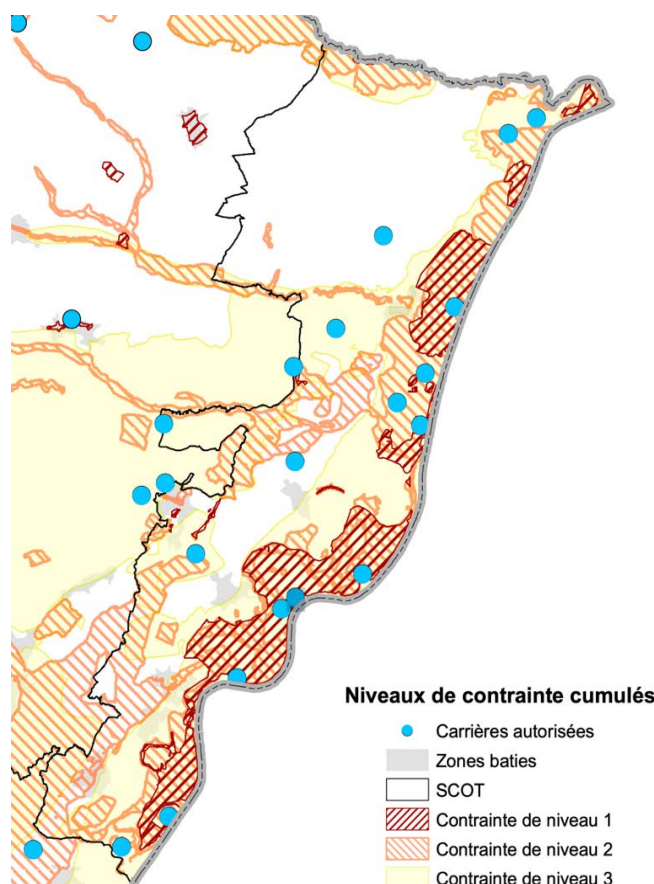 Niveaux de contrainte cumulés
Carrières autorisées
Zones baties
SCOT
Contrainte de niveau 1
Contrainte de niveau 2
Contrainte de niveau 3